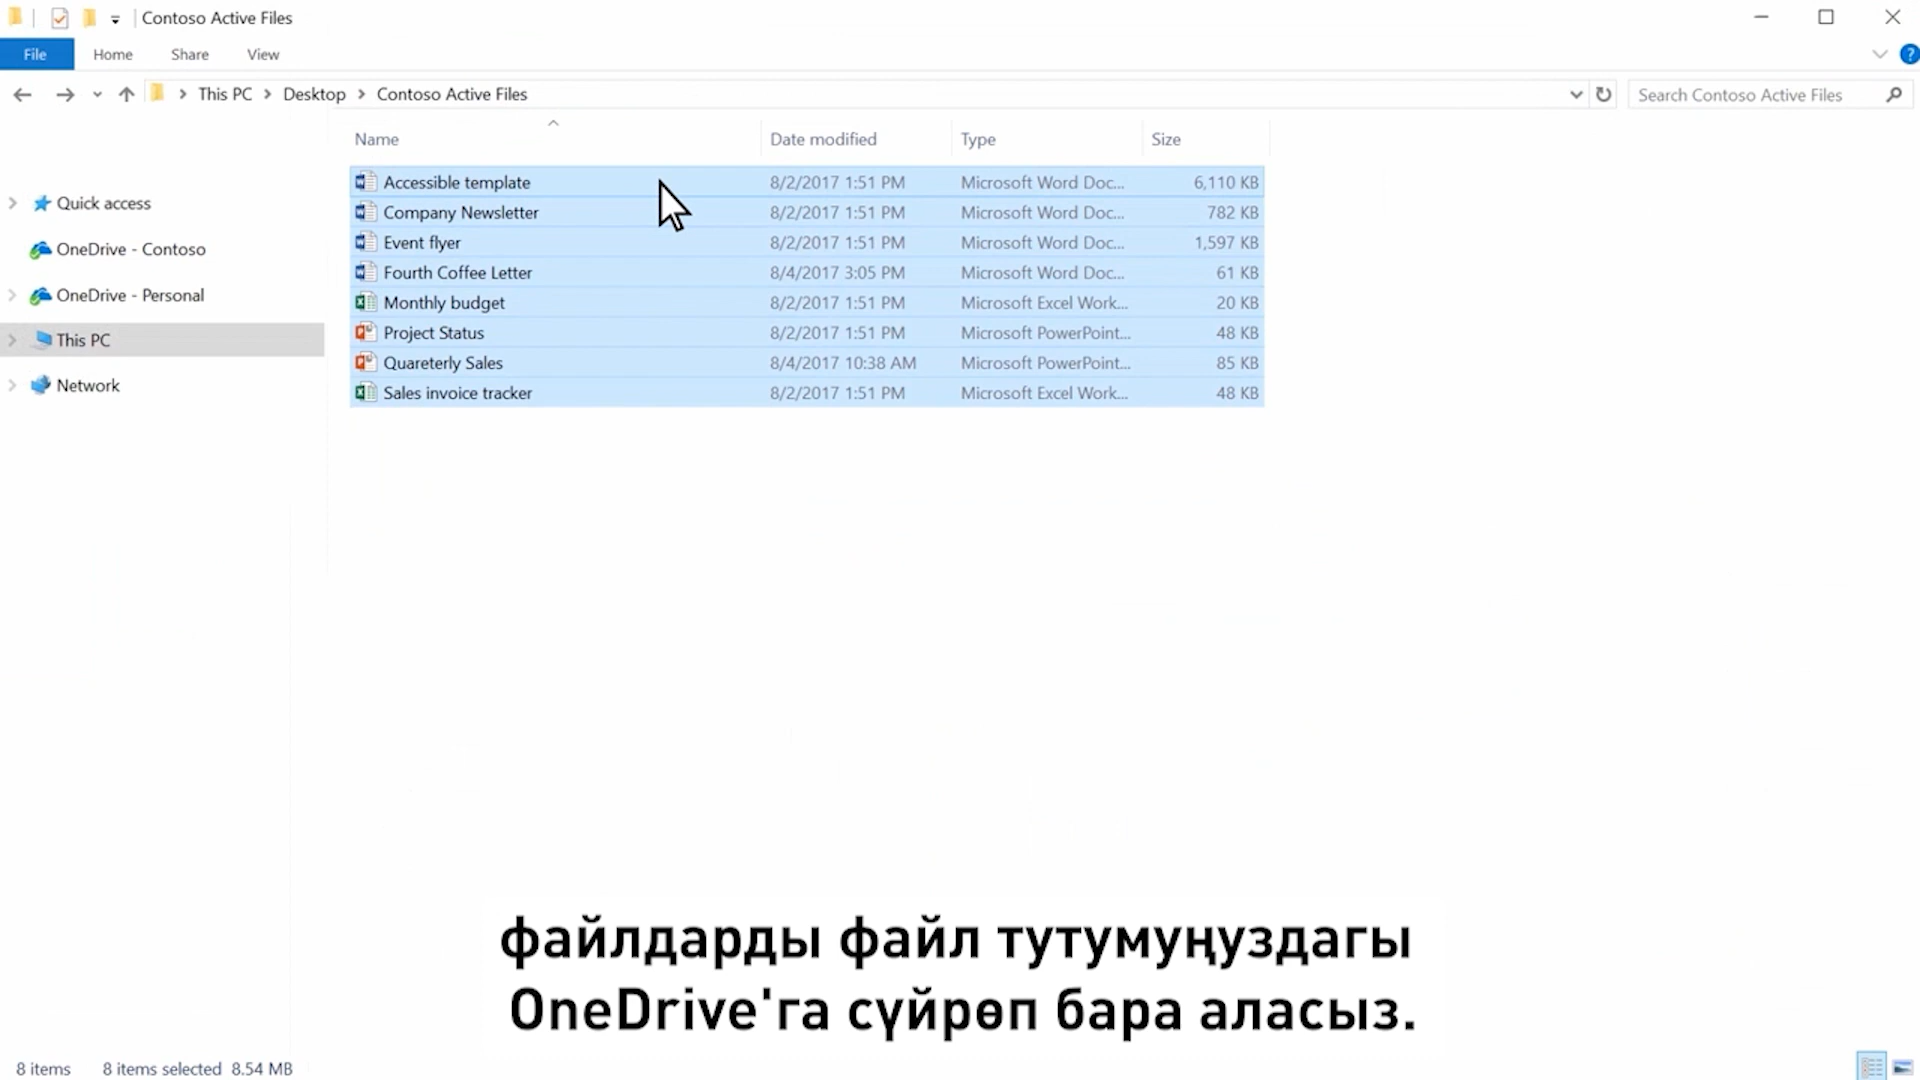 Contoso Active Files
File Home Share View
This PC Desktop Contoso Active Files Search Contoso Active Files
Name Date modified Type Size
Quick access
OneDrive - Contoso
OneDrive - Personal
This PC
Network
Accessible template 8/2/2017 1:51 PM Microsoft Word Doc... 6,110 KB
Company Newsletter 8/2/2017 1:51 PM Microsoft Word Doc... 782 KB
Event flyer 8/2/2017 1:51 PM Microsoft Word Doc... 1,597 KB
Fourth Coffee Letter 8/4/2017 3:05 PM Microsoft Word Doc... 61 KB
Monthly budget 8/2/2017 1:51 PM Microsoft Excel Work... 20 KB
Project Status 8/2/2017 1:51 PM Microsoft PowerPoint... 48 KB
Quareterly Sales 8/4/2017 10:38 AM Microsoft PowerPoint... 85 KB
Sales invoice tracker 8/2/2017 1:51 PM Microsoft Excel Work... 48 KB
файлдарды файл тутумуңуздагы
OneDrive'га сүйрөп бара аласыз.
8 items 8 items selected 8.54 MB